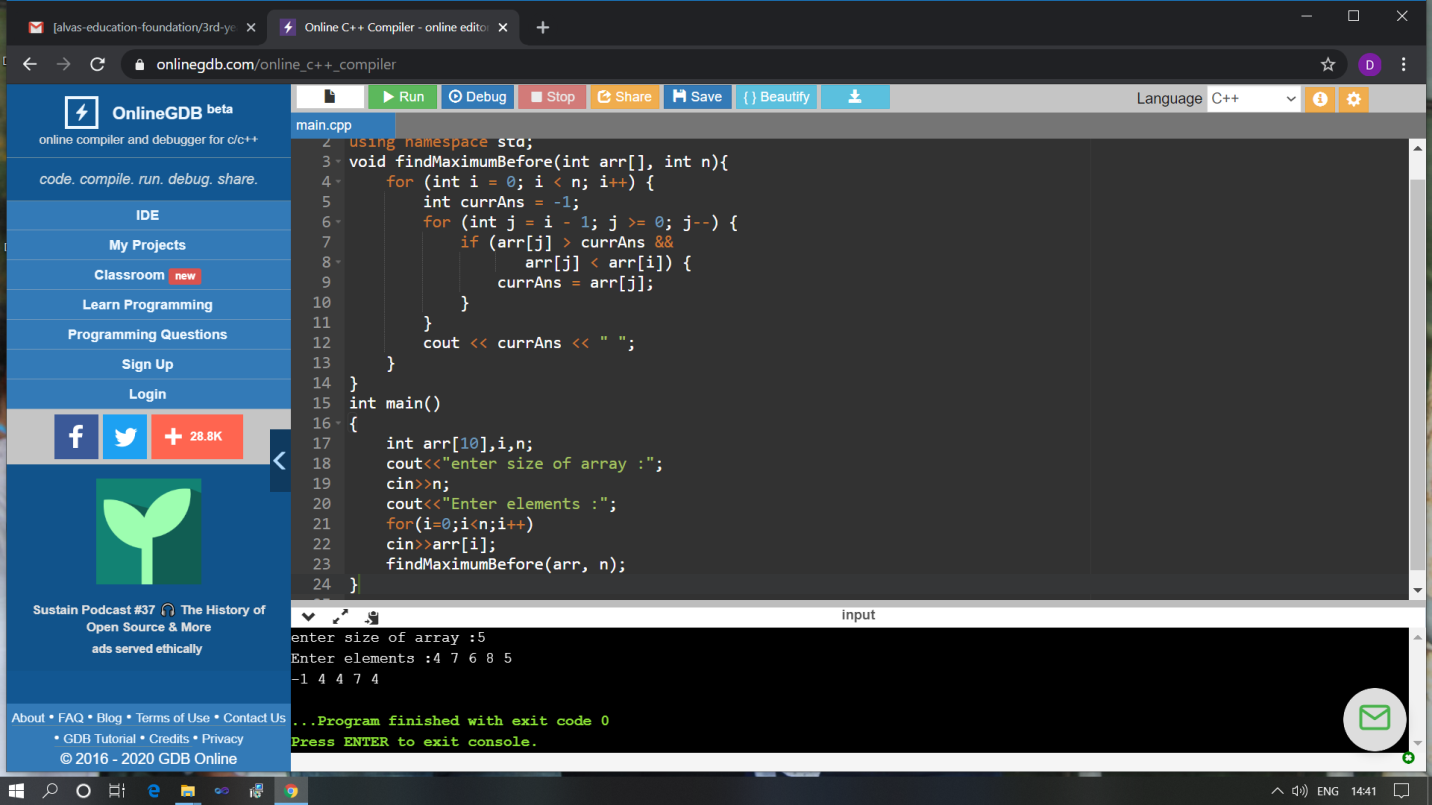 [alvas-education-foundation/3rd-ye
Online C++ Compiler - online edito
onlinegdb.com/online_c++_compiler
D
OnlineGDB beta
online compiler and debugger for c/c++
code. compile. run. debug. share.
IDE
My Projects
Classroom new
Learn Programming
Programming Questions
Sign Up
Login
f
+ 28.8K
Sustain Podcast #37 🎧 The History of
Open Source & More
ads served ethically
About • FAQ • Blog • Terms of Use • Contact Us
• GDB Tutorial • Credits • Privacy
© 2016 - 2020 GDB Online
Run Debug Stop Share Save { } Beautify
Language C++
main.cpp
2 using namespace std;
3 void findMaximumBefore(int arr[], int n){
4 for (int i = 0; i < n; i++) {
5 int currAns = -1;
6 for (int j = i - 1; j >= 0; j--) {
7 if (arr[j] > currAns &&
8 arr[j] < arr[i]) {
9 currAns = arr[j];
10 }
11 }
12 cout << currAns << " ";
13 }
14 }
15 int main()
16 {
17 int arr[10],i,n;
18 cout<<"enter size of array :";
19 cin>>n;
20 cout<<"Enter elements :";
21 for(i=0;i<n;i++)
22 cin>>arr[i];
23 findMaximumBefore(arr, n);
24 }
input
enter size of array :5
Enter elements :4 7 6 8 5
-1 4 4 7 4
...Program finished with exit code 0
Press ENTER to exit console.
ENG 14:41